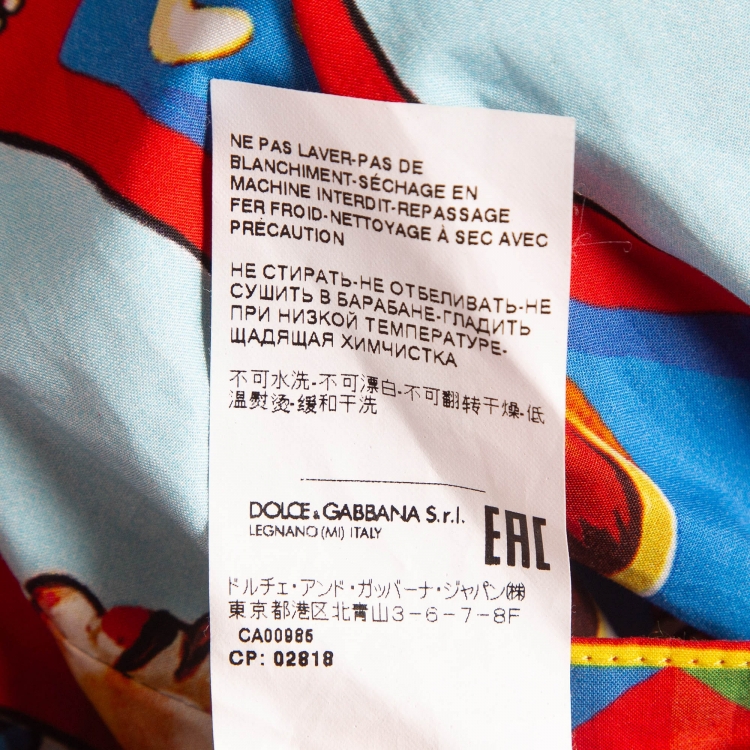 NE PAS LAVER-PAS DE
BLANCHIMENT-SÉCHAGE EN
MACHINE INTERDIT-REPASSAGE
FER FROID-NETTOYAGE À SEC AVEC
PRÉCAUTION
НЕ СТИРАТЬ-НЕ ОТБЕЛИВАТЬ-НЕ
СУШИТЬ В БАРАБАНЕ-ГЛАДИТЬ
ПРИ НИЗКОЙ ТЕМПЕРАТУРЕ-
ЩАДЯЩАЯ ХИМЧИСТКА
不可水洗-不可漂白-不可翻转干燥-低
温熨烫-缓和干洗
DOLCE & GABBANA S.r.l.
LEGNANO (MI) ITALY
EAC
ドルチェ・アンド・ガッバーナ・ジャパン㈱
東京都港区北青山3-6-7-8F
CA00985
CP: 02818